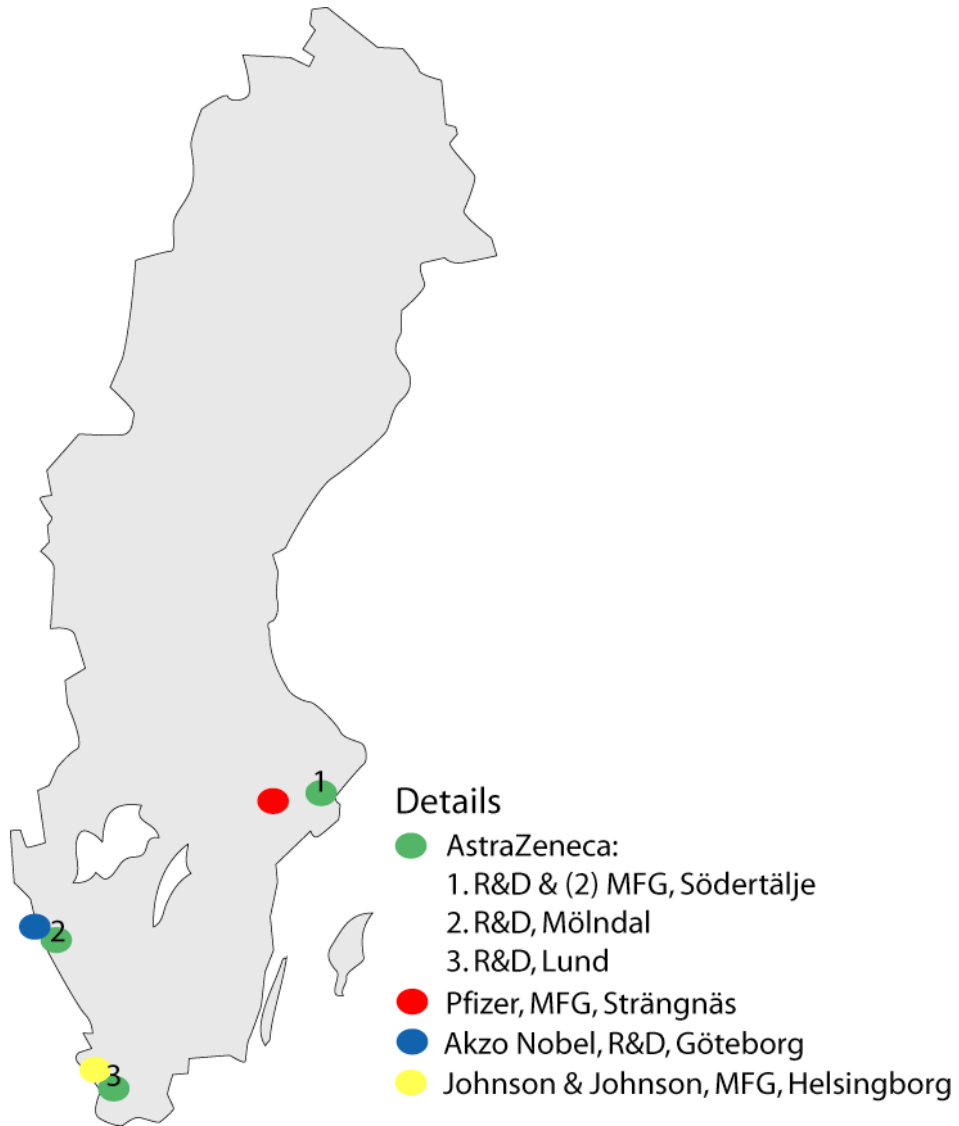 1
Details
AstraZeneca:
1. R&D & (2) MFG, Södertälje
2
2. R&D, Mölndal
3. R&D, Lund
Pfizer, MFG, Strängnäs
Akzo Nobel, R&D, Göteborg
3
Johnson & Johnson, MFG, Helsingborg